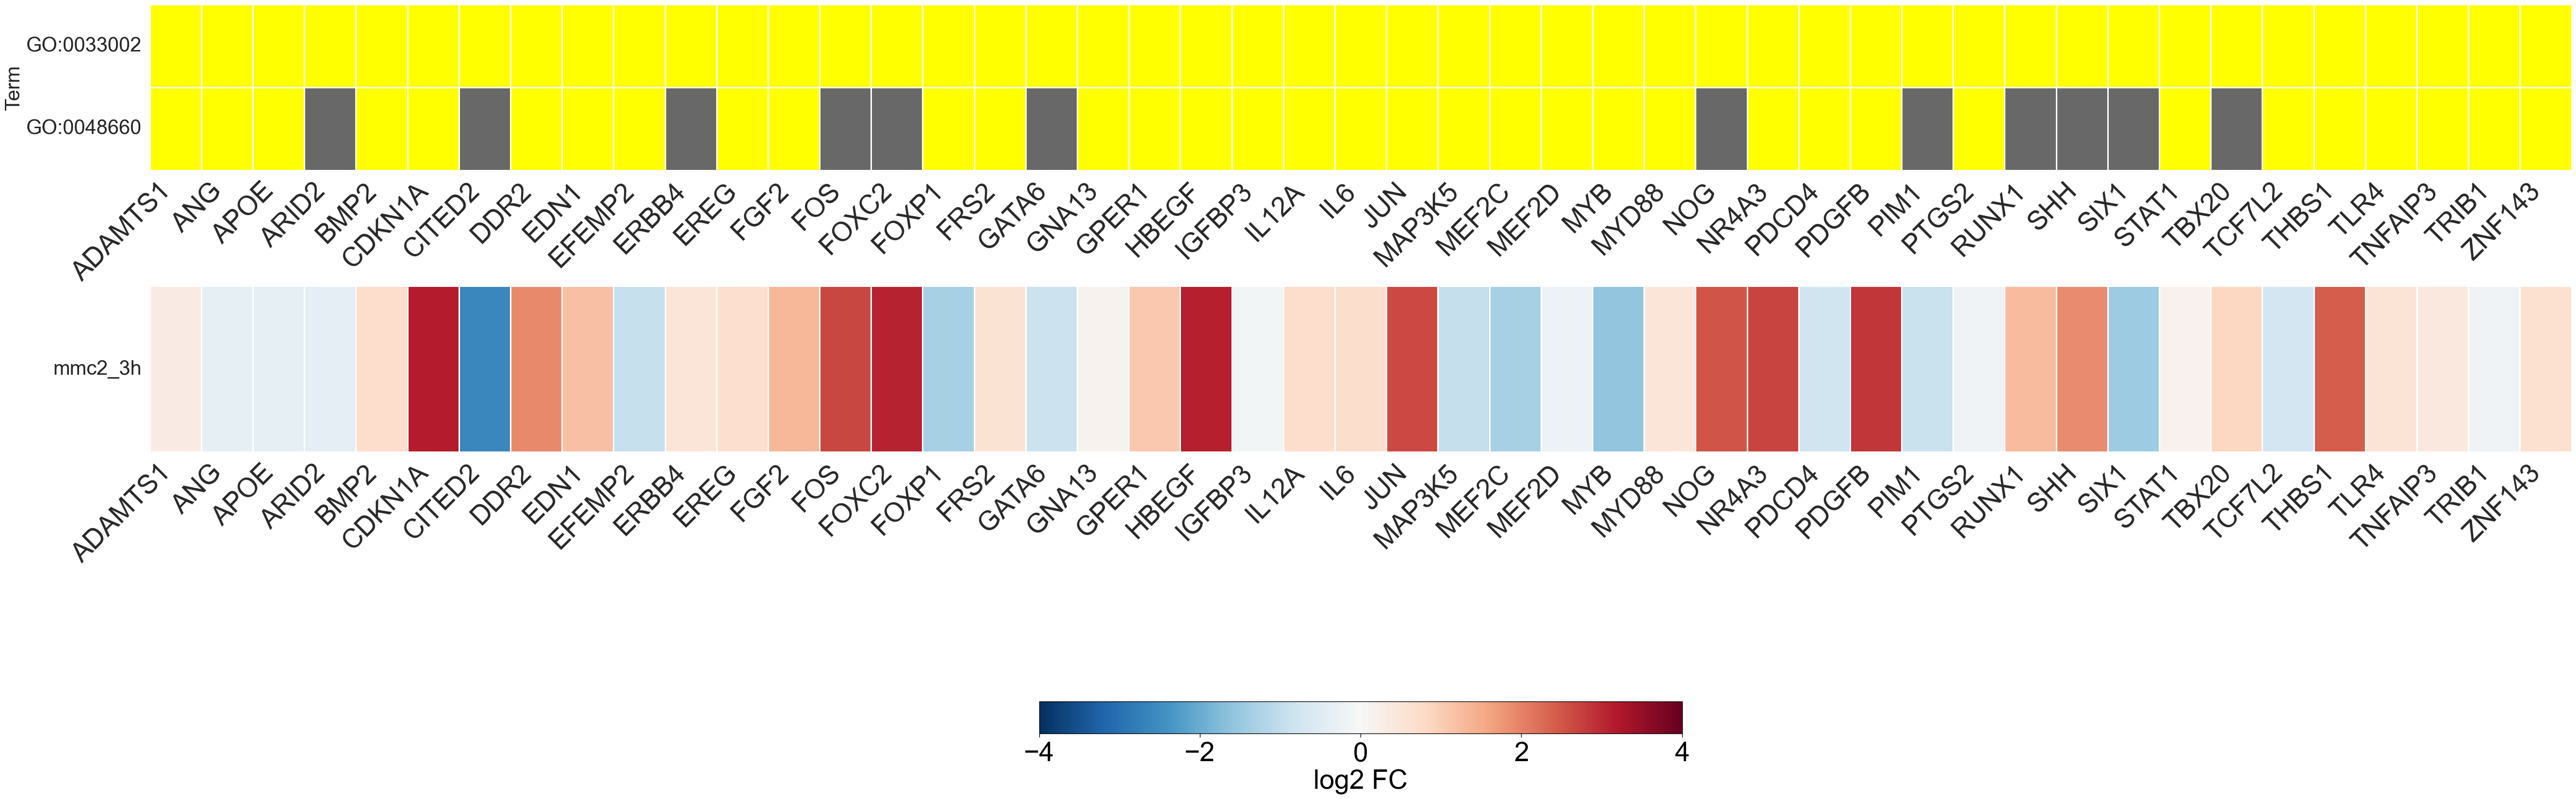 Term
GO:0033002
GO:0048660
ADAMTS1 ANG APOE ARID2 BMP2 CDKN1A CITED2 DDR2 EDN1 EFEMP2 ERBB4 EREG FGF2 FOS FOXC2 FOXP1 FRS2 GATA6 GNA13 GPER1 HBEGF IGFBP3 IL12A IL6 JUN MAP3K5 MEF2C MEF2D MYB MYD88 NOG NR4A3 PDCD4 PDGFB PIM1 PTGS2 RUNX1 SHH SIX1 STAT1 TBX20 TCF7L2 THBS1 TLR4 TNFAIP3 TRIB1 ZNF143
mmc2_3h
ADAMTS1 ANG APOE ARID2 BMP2 CDKN1A CITED2 DDR2 EDN1 EFEMP2 ERBB4 EREG FGF2 FOS FOXC2 FOXP1 FRS2 GATA6 GNA13 GPER1 HBEGF IGFBP3 IL12A IL6 JUN MAP3K5 MEF2C MEF2D MYB MYD88 NOG NR4A3 PDCD4 PDGFB PIM1 PTGS2 RUNX1 SHH SIX1 STAT1 TBX20 TCF7L2 THBS1 TLR4 TNFAIP3 TRIB1 ZNF143
−4 −2 0 2 4
log2 FC